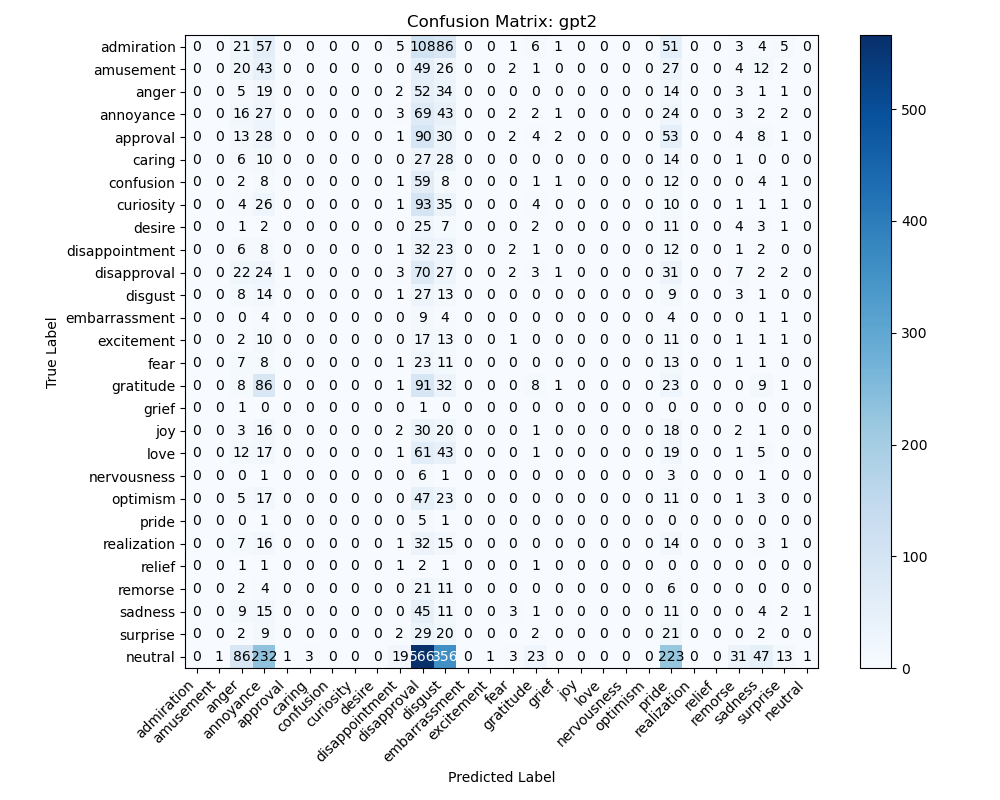 Confusion Matrix: gpt2
admiration 0 0 21 57 0 0 0 0 0 5 108 86 0 0 1 6 1 0 0 0 0 51 0 0 3 4 5 0
amusement 0 0 20 43 0 0 0 0 0 0 49 26 0 0 2 1 0 0 0 0 0 27 0 0 4 12 2 0
anger 0 0 5 19 0 0 0 0 0 2 52 34 0 0 0 0 0 0 0 0 0 14 0 0 3 1 1 0
annoyance 0 0 16 27 0 0 0 0 0 3 69 43 0 0 2 2 1 0 0 0 0 24 0 0 3 2 2 0
approval 0 0 13 28 0 0 0 0 0 1 90 30 0 0 2 4 2 0 0 0 0 53 0 0 4 8 1 0
caring 0 0 6 10 0 0 0 0 0 0 27 28 0 0 0 0 0 0 0 0 0 14 0 0 1 0 0 0
confusion 0 0 2 8 0 0 0 0 0 1 59 8 0 0 0 1 1 0 0 0 0 12 0 0 0 4 1 0
curiosity 0 0 4 26 0 0 0 0 0 1 93 35 0 0 0 4 0 0 0 0 0 10 0 0 1 1 1 0
desire 0 0 1 2 0 0 0 0 0 0 25 7 0 0 0 2 0 0 0 0 0 11 0 0 4 3 1 0
disappointment 0 0 6 8 0 0 0 0 0 1 32 23 0 0 2 1 0 0 0 0 0 12 0 0 1 2 0 0
disapproval 0 0 22 24 1 0 0 0 0 3 70 27 0 0 2 3 1 0 0 0 0 31 0 0 7 2 2 0
disgust 0 0 8 14 0 0 0 0 0 1 27 13 0 0 0 0 0 0 0 0 0 9 0 0 3 1 0 0
embarrassment 0 0 0 4 0 0 0 0 0 0 9 4 0 0 0 0 0 0 0 0 0 4 0 0 0 1 1 0
excitement 0 0 2 10 0 0 0 0 0 0 17 13 0 0 1 0 0 0 0 0 0 11 0 0 1 1 1 0
fear 0 0 7 8 0 0 0 0 0 1 23 11 0 0 0 0 0 0 0 0 0 13 0 0 1 1 0 0
gratitude 0 0 8 86 0 0 0 0 0 1 91 32 0 0 0 8 1 0 0 0 0 23 0 0 0 9 1 0
grief 0 0 1 0 0 0 0 0 0 0 1 0 0 0 0 0 0 0 0 0 0 0 0 0 0 0 0 0
joy 0 0 3 16 0 0 0 0 0 2 30 20 0 0 0 1 0 0 0 0 0 18 0 0 2 1 0 0
love 0 0 12 17 0 0 0 0 0 1 61 43 0 0 0 1 0 0 0 0 0 19 0 0 1 5 0 0
nervousness 0 0 0 1 0 0 0 0 0 0 6 1 0 0 0 0 0 0 0 0 0 3 0 0 0 1 0 0
optimism 0 0 5 17 0 0 0 0 0 0 47 23 0 0 0 0 0 0 0 0 0 11 0 0 1 3 0 0
pride 0 0 0 1 0 0 0 0 0 0 5 1 0 0 0 0 0 0 0 0 0 0 0 0 0 0 0 0
realization 0 0 7 16 0 0 0 0 0 1 32 15 0 0 0 0 0 0 0 0 0 14 0 0 0 3 1 0
relief 0 0 1 1 0 0 0 0 0 1 2 1 0 0 0 1 0 0 0 0 0 0 0 0 0 0 0 0
remorse 0 0 2 4 0 0 0 0 0 0 21 11 0 0 0 0 0 0 0 0 0 6 0 0 0 0 0 0
sadness 0 0 9 15 0 0 0 0 0 0 45 11 0 0 3 1 0 0 0 0 0 11 0 0 0 4 2 1
surprise 0 0 2 9 0 0 0 0 0 2 29 20 0 0 0 2 0 0 0 0 0 21 0 0 0 2 0 0
neutral 0 1 86 232 1 3 0 0 0 19 566 356 0 1 3 23 0 0 0 0 0 223 0 0 31 47 13 1
admiration
amusement
anger
annoyance
approval
caring
confusion
curiosity
desire
disappointment
disapproval
disgust
embarrassment
excitement
fear
gratitude
grief
joy
love
nervousness
optimism
pride
realization
relief
remorse
sadness
surprise
neutral
Predicted Label
True Label
500
400
300
200
100
0